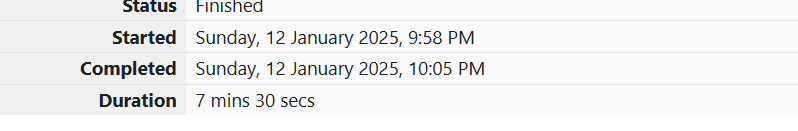 Status Finished
Started Sunday, 12 January 2025, 9:58 PM
Completed Sunday, 12 January 2025, 10:05 PM
Duration 7 mins 30 secs